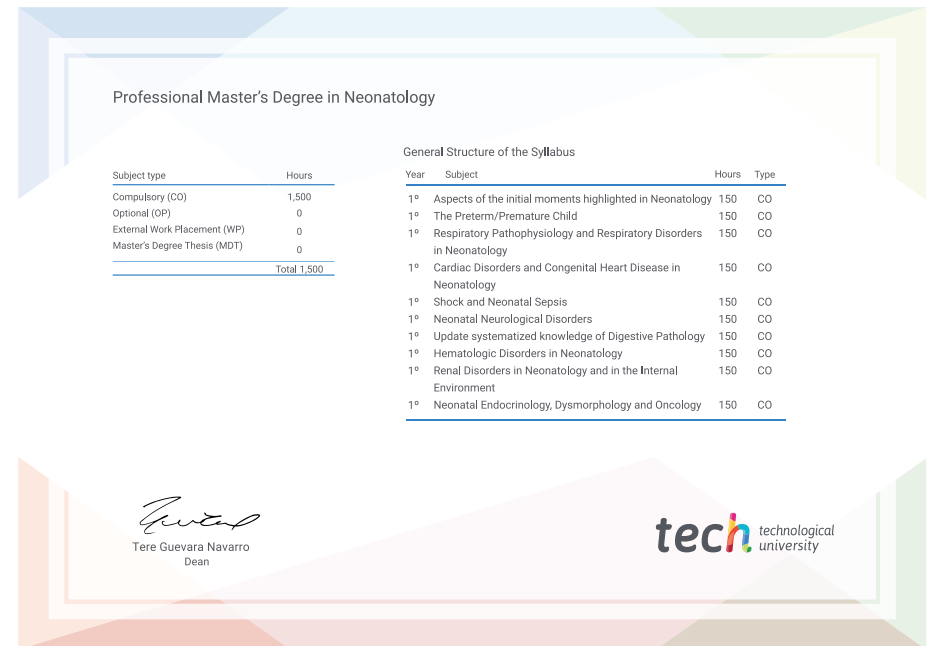 Professional Master's Degree in Neonatology
Subject type Hours
Compulsory (CO) 1,500
Optional (OP) 0
External Work Placement (WP) 0
Master's Degree Thesis (MDT) 0
Total 1,500
General Structure of the Syllabus
Year Subject Hours Type
1º Aspects of the initial moments highlighted in Neonatology 150 CO
1º The Preterm/Premature Child 150 CO
1º Respiratory Pathophysiology and Respiratory Disorders 150 CO
in Neonatology
1º Cardiac Disorders and Congenital Heart Disease in 150 CO
Neonatology
1º Shock and Neonatal Sepsis 150 CO
1º Neonatal Neurological Disorders 150 CO
1º Update systematized knowledge of Digestive Pathology 150 CO
1º Hematologic Disorders in Neonatology 150 CO
1º Renal Disorders in Neonatology and in the Internal 150 CO
Environment
1º Neonatal Endocrinology, Dysmorphology and Oncology 150 CO
Tere Guevara Navarro
Dean
tech technological
university